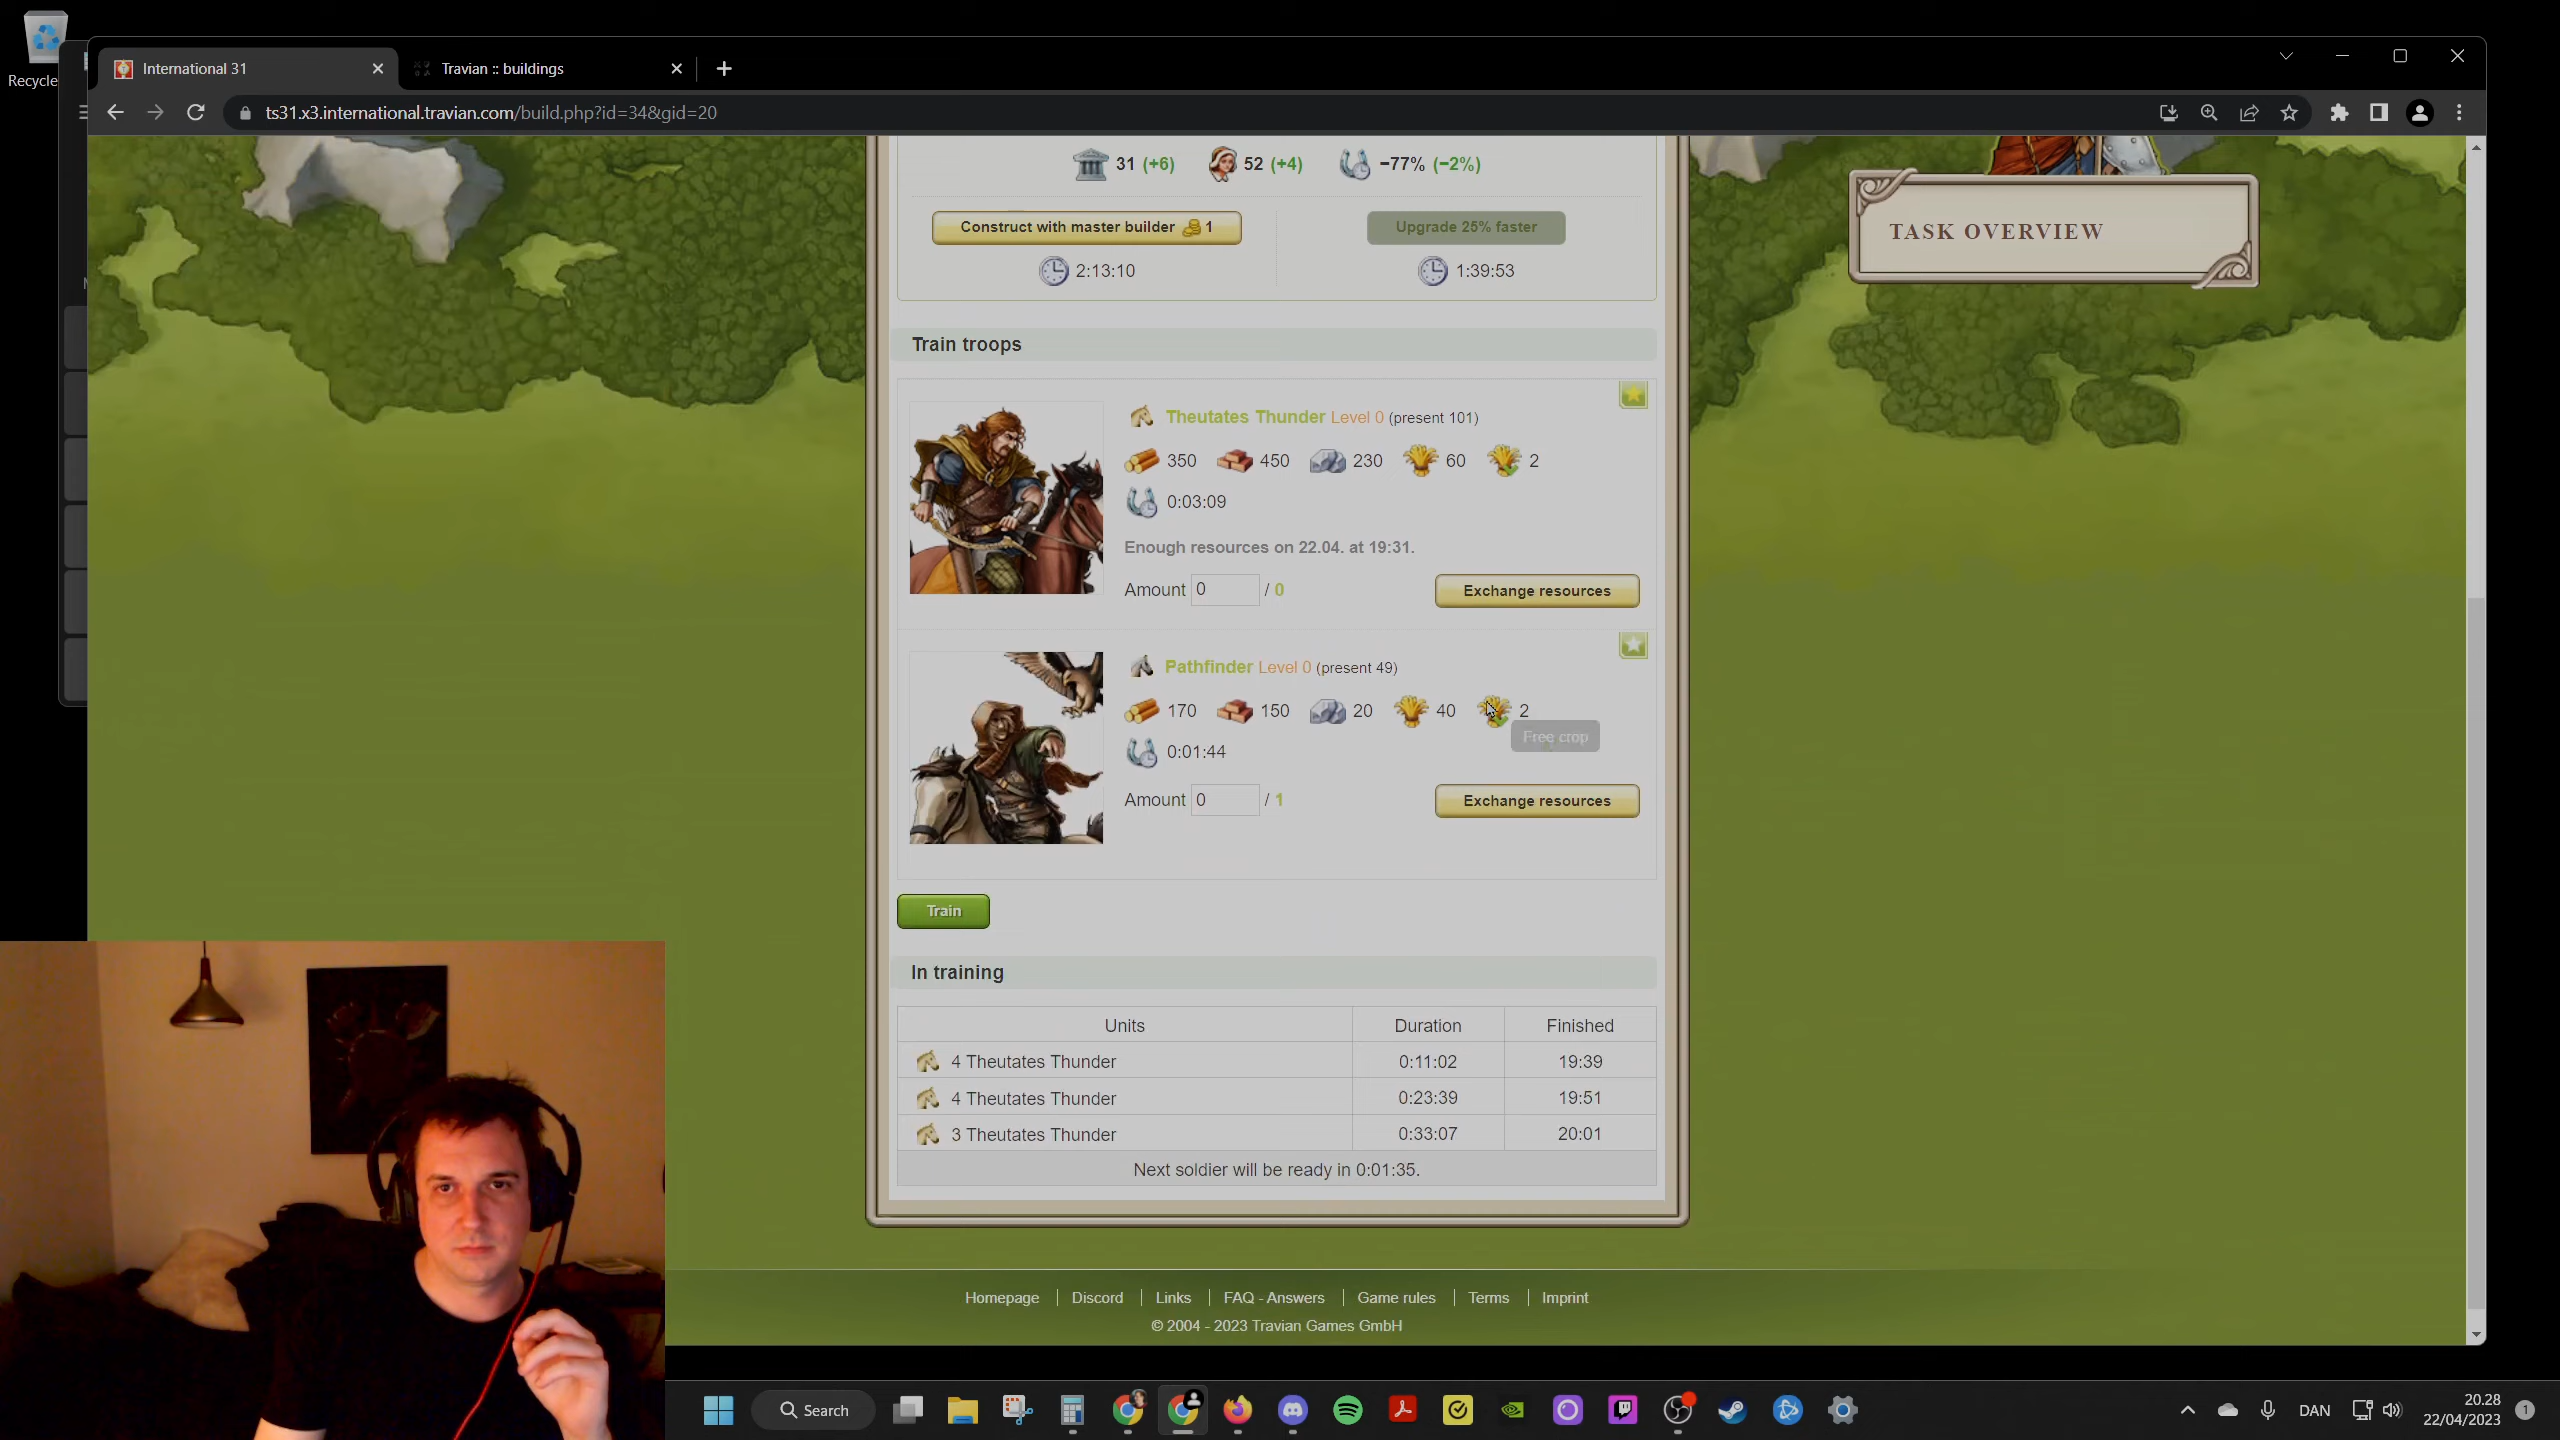 Recycle
International 31
Travian :: buildings
ts31.x3.international.travian.com/build.php?id=34&gid=20
31 (+6) 52 (+4) −77% (−2%)
Construct with master builder 1
Upgrade 25% faster
2:13:10
1:39:53
TASK OVERVIEW
Train troops
Theutates Thunder Level 0 (present 101)
350 450 230 60 2
0:03:09
Enough resources on 22.04. at 19:31.
Amount 0 / 0
Exchange resources
Pathfinder Level 0 (present 49)
170 150 20 40 2
Free crop
0:01:44
Amount 0 / 1
Exchange resources
Train
In training
Units Duration Finished
4 Theutates Thunder 0:11:02 19:39
4 Theutates Thunder 0:23:39 19:51
3 Theutates Thunder 0:33:07 20:01
Next soldier will be ready in 0:01:35.
Homepage Discord Links FAQ - Answers Game rules Terms Imprint
© 2004 - 2023 Travian Games GmbH
Search
DAN
20.28
22/04/2023
1